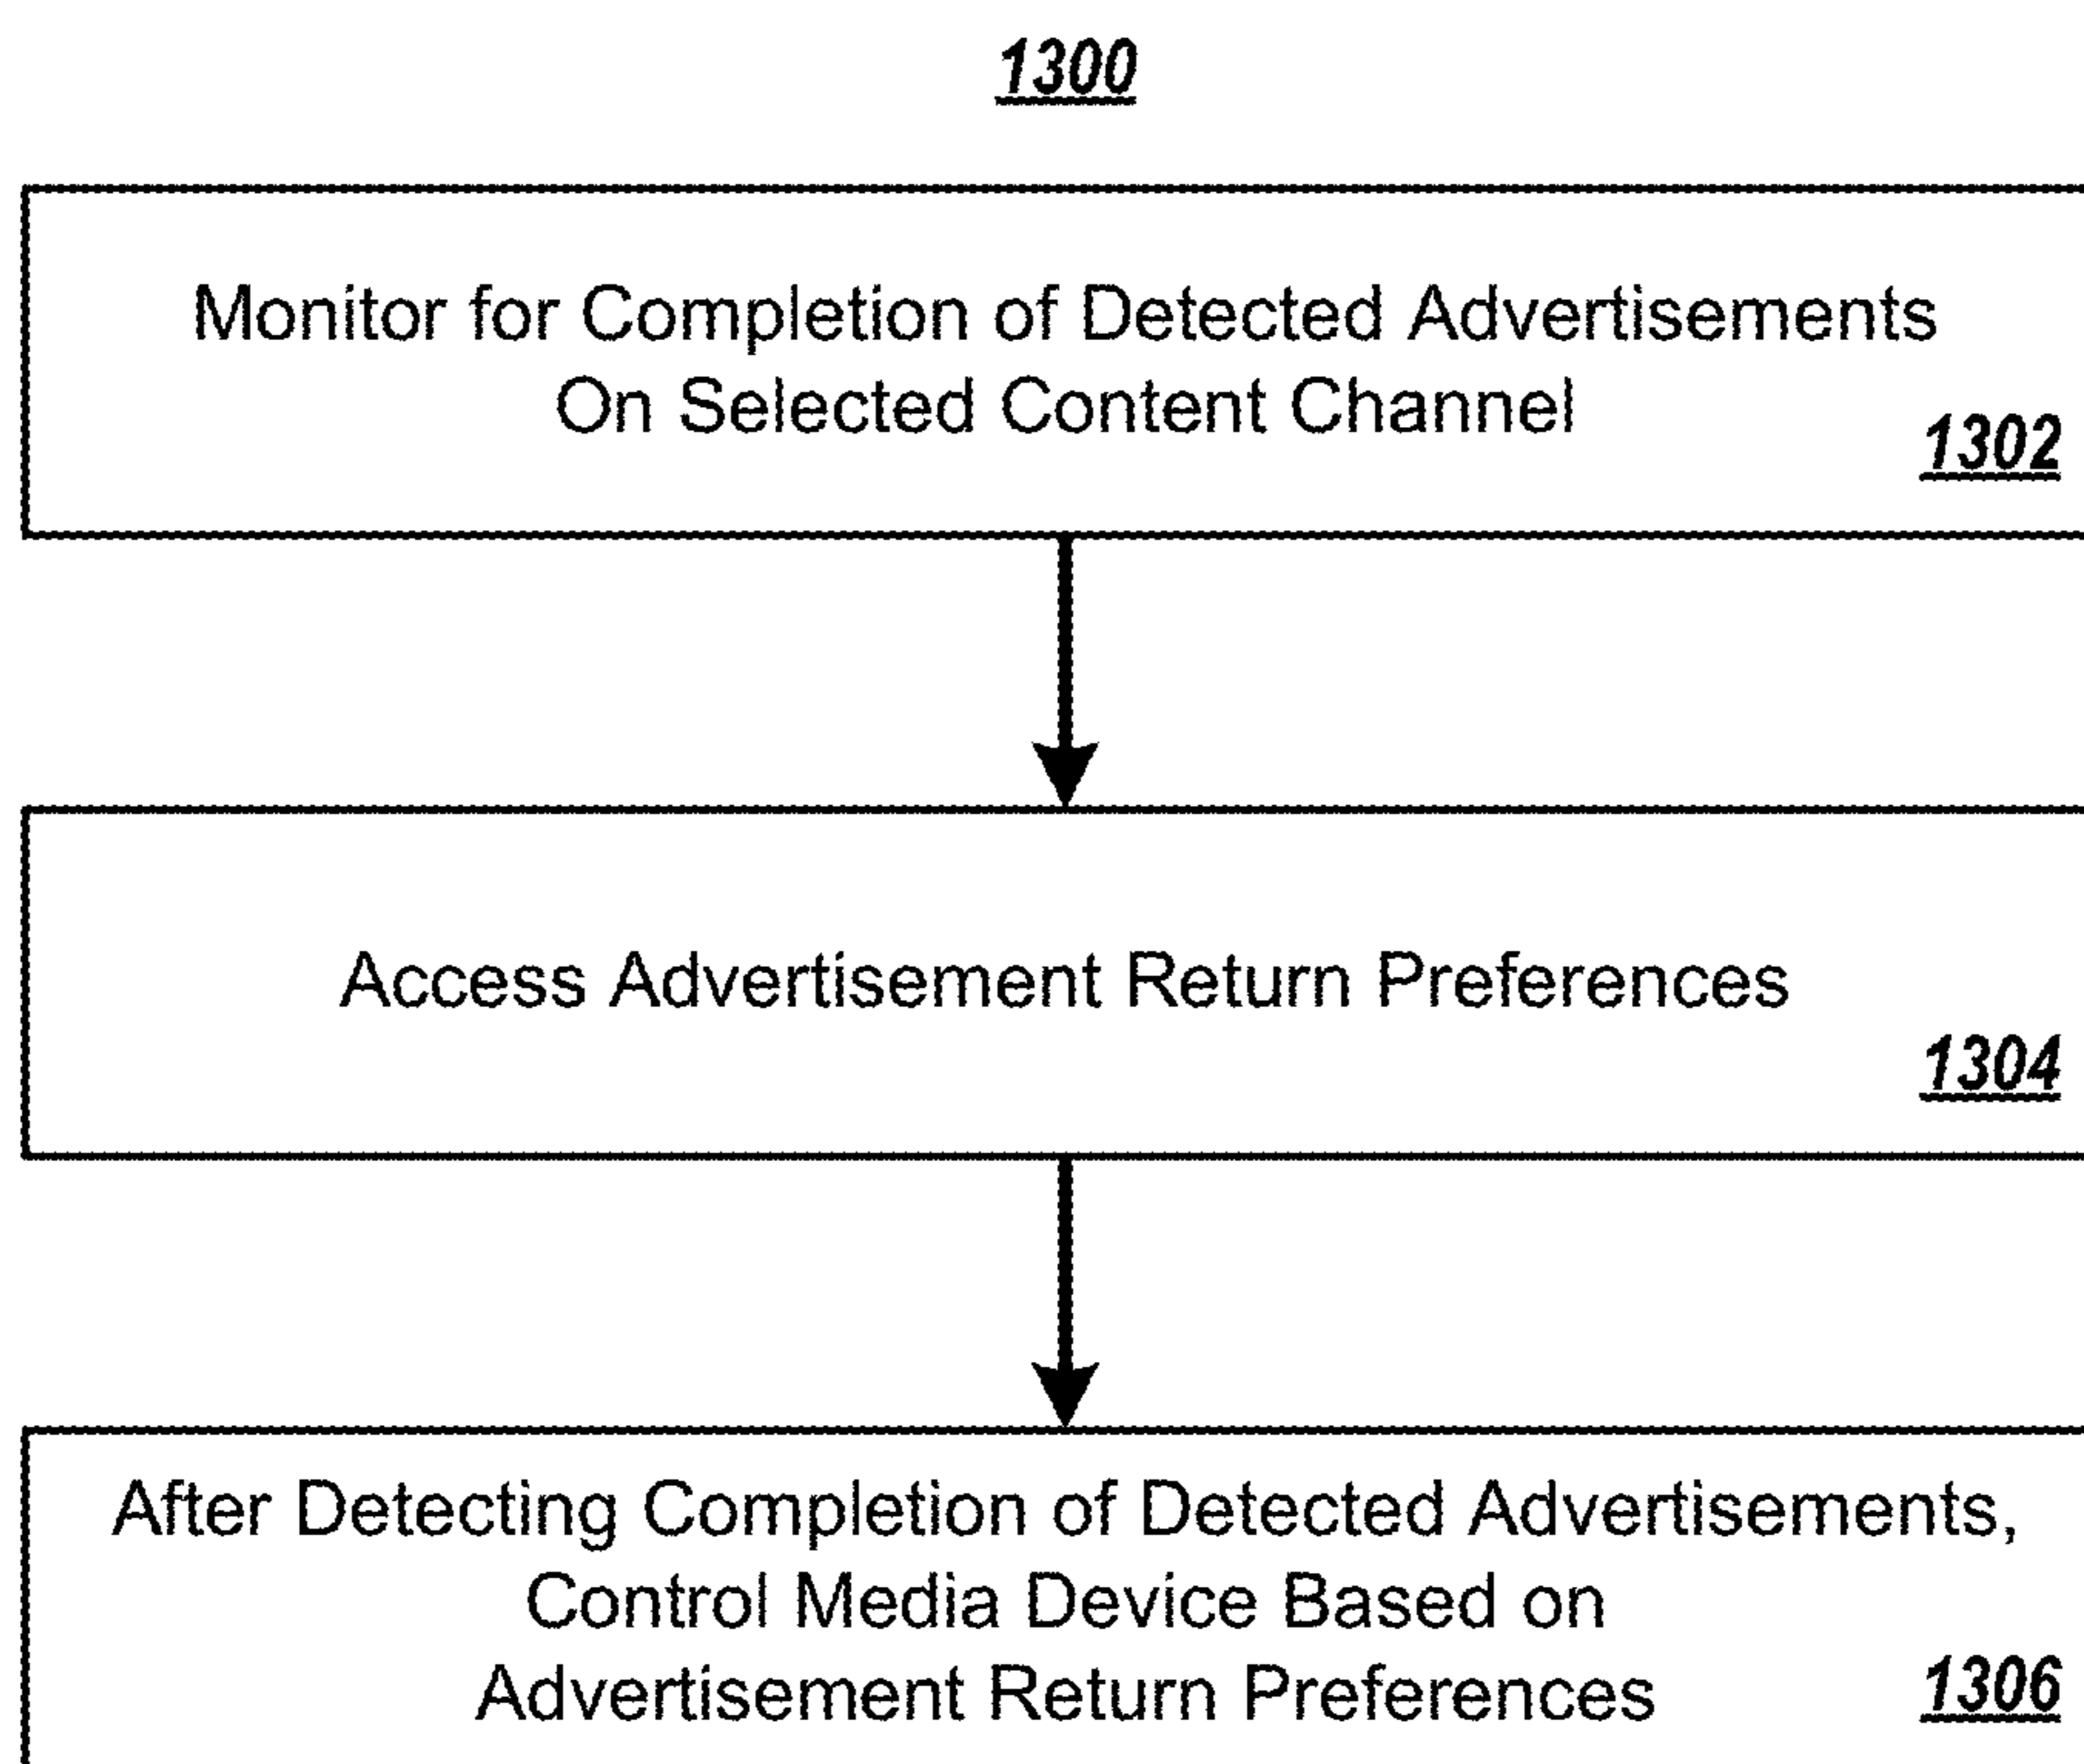 1300
Monitor for Completion of Detected Advertisements
On Selected Content Channel
1302
Access Advertisement Return Preferences
1304
After Detecting Completion of Detected Advertisements,
Control Media Device Based on
Advertisement Return Preferences
1306